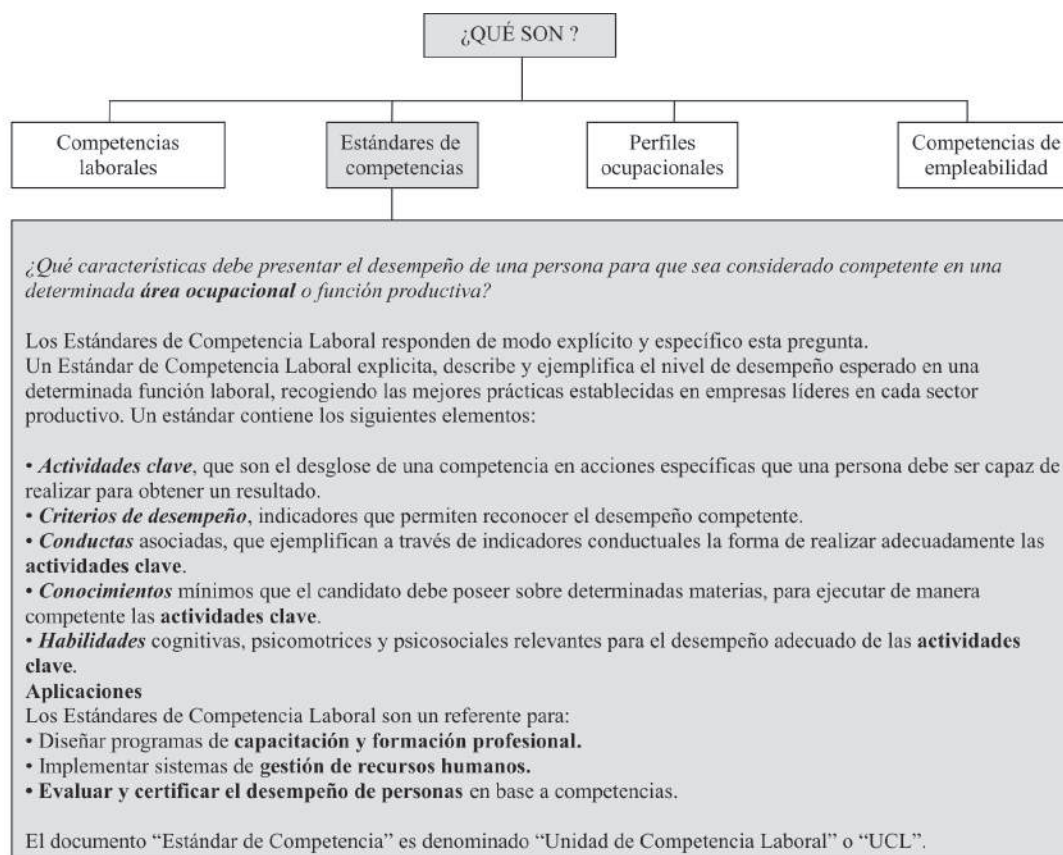 ¿QUÉ SON ?
Competencias
laborales
Estándares de
competencias
Perfiles
ocupacionales
Competencias de
empleabilidad
¿Qué características debe presentar el desempeño de una persona para que sea considerado competente en una
determinada área ocupacional o función productiva?
Los Estándares de Competencia Laboral responden de modo explícito y específico esta pregunta.
Un Estándar de Competencia Laboral explicita, describe y ejemplifica el nivel de desempeño esperado en una
determinada función laboral, recogiendo las mejores prácticas establecidas en empresas líderes en cada sector
productivo. Un estándar contiene los siguientes elementos:
• Actividades clave, que son el desglose de una competencia en acciones específicas que una persona debe ser capaz de
realizar para obtener un resultado.
• Criterios de desempeño, indicadores que permiten reconocer el desempeño competente.
• Conductas asociadas, que ejemplifican a través de indicadores conductuales la forma de realizar adecuadamente las
actividades clave.
• Conocimientos mínimos que el candidato debe poseer sobre determinadas materias, para ejecutar de manera
competente las actividades clave.
• Habilidades cognitivas, psicomotrices y psicosociales relevantes para el desempeño adecuado de las actividades
clave.
Aplicaciones
Los Estándares de Competencia Laboral son un referente para:
• Diseñar programas de capacitación y formación profesional.
• Implementar sistemas de gestión de recursos humanos.
• Evaluar y certificar el desempeño de personas en base a competencias.
El documento “Estándar de Competencia” es denominado “Unidad de Competencia Laboral” o “UCL”.